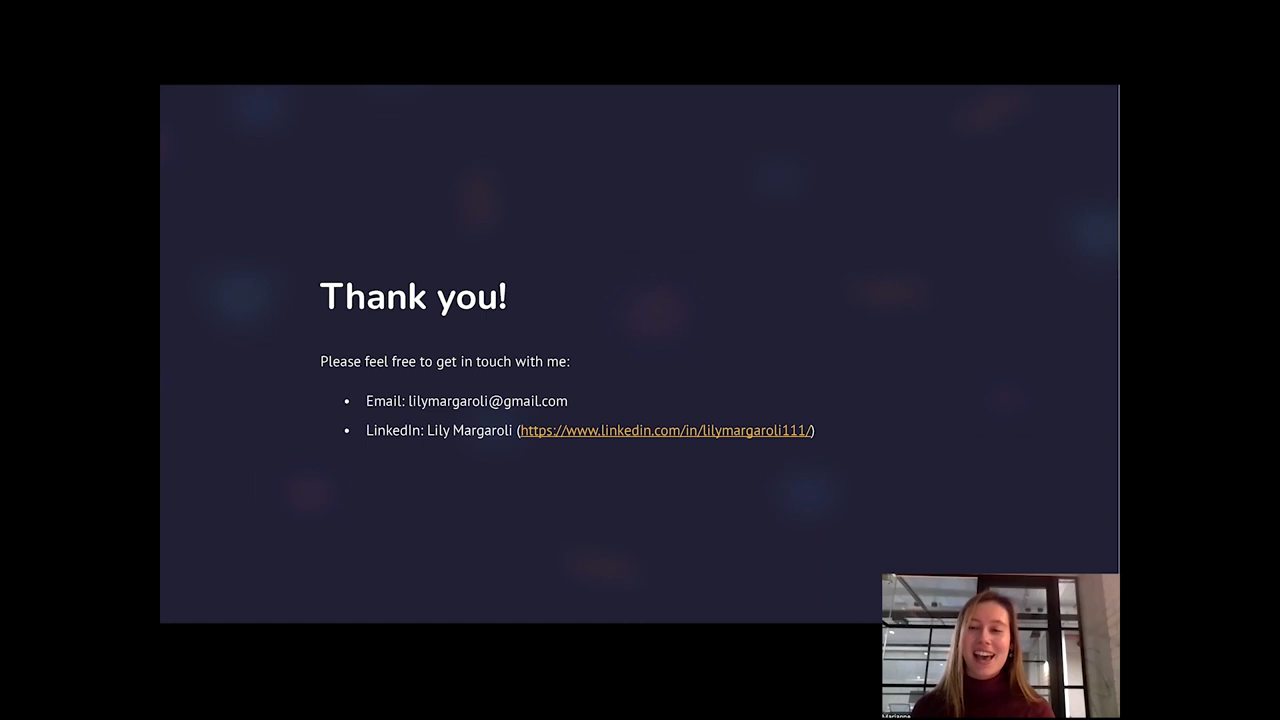 Thank you!
Please feel free to get in touch with me:
• Email: lilymargaroli@gmail.com
• LinkedIn: Lily Margaroli (https://www.linkedin.com/in/lilymargaroli111/)
Marianne